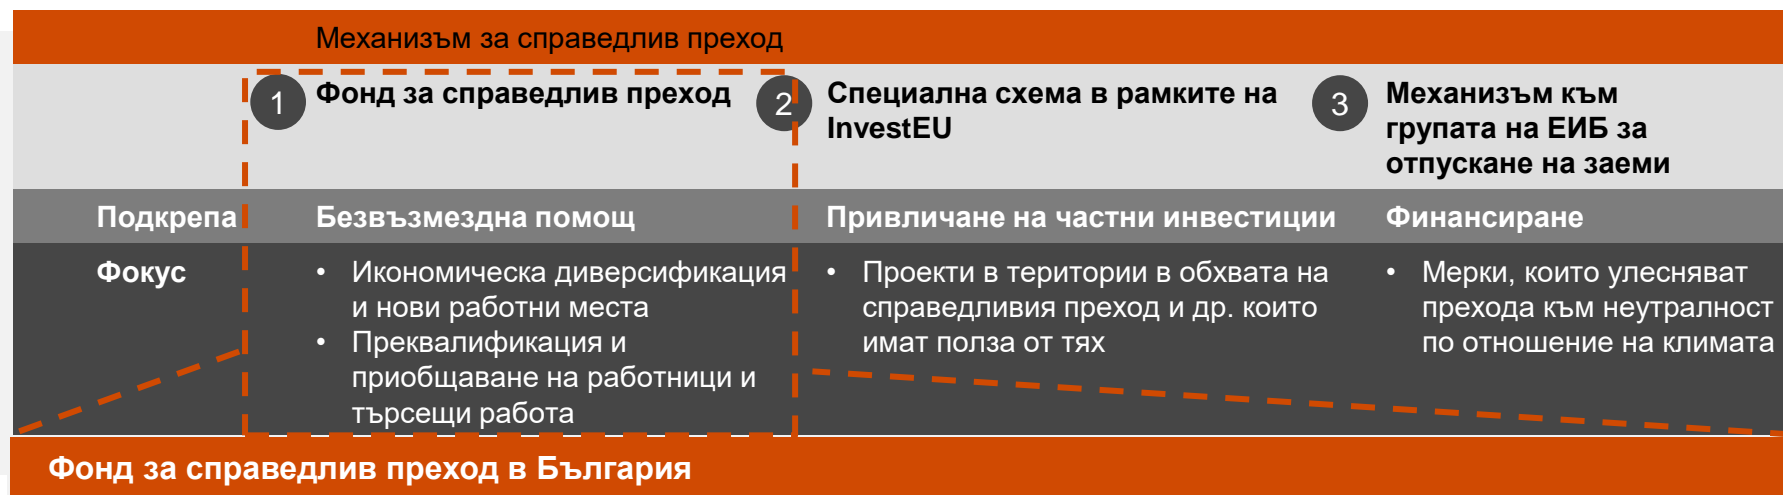 Механизъм за справедлив преход
1
Фонд за справедлив преход
2
Специална схема в рамките на
InvestEU
3
Механизъм към
групата на ЕИБ за
отпускане на заеми
Подкрепа
Безвъзмездна помощ
Привличане на частни инвестиции
Финансиране
Фокус
• Икономическа диверсификация
и нови работни места
• Преквалификация и
приобщаване на работници и
търсещи работа
• Проекти в територии в обхвата на
справедливия преход и др. които
имат полза от тях
• Мерки, които улесняват
прехода към неутралност
по отношение на климата
Фонд за справедлив преход в България